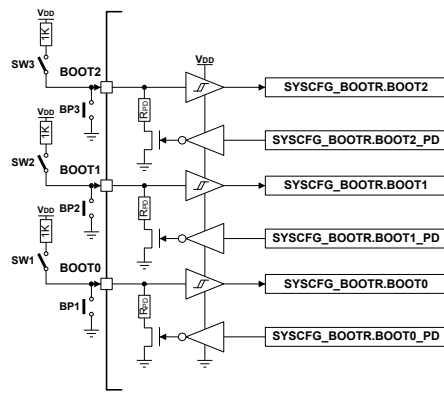 VDD
1K
SW3
BOOT2
VDD
SYSCFG_BOOTR.BOOT2
BP3
RPD
VDD
SYSCFG_BOOTR.BOOT2_PD
1K
SW2
BOOT1
SYSCFG_BOOTR.BOOT1
BP2
RPD
VDD
SYSCFG_BOOTR.BOOT1_PD
1K
SW1
BOOT0
SYSCFG_BOOTR.BOOT0
BP1
RPD
SYSCFG_BOOTR.BOOT0_PD